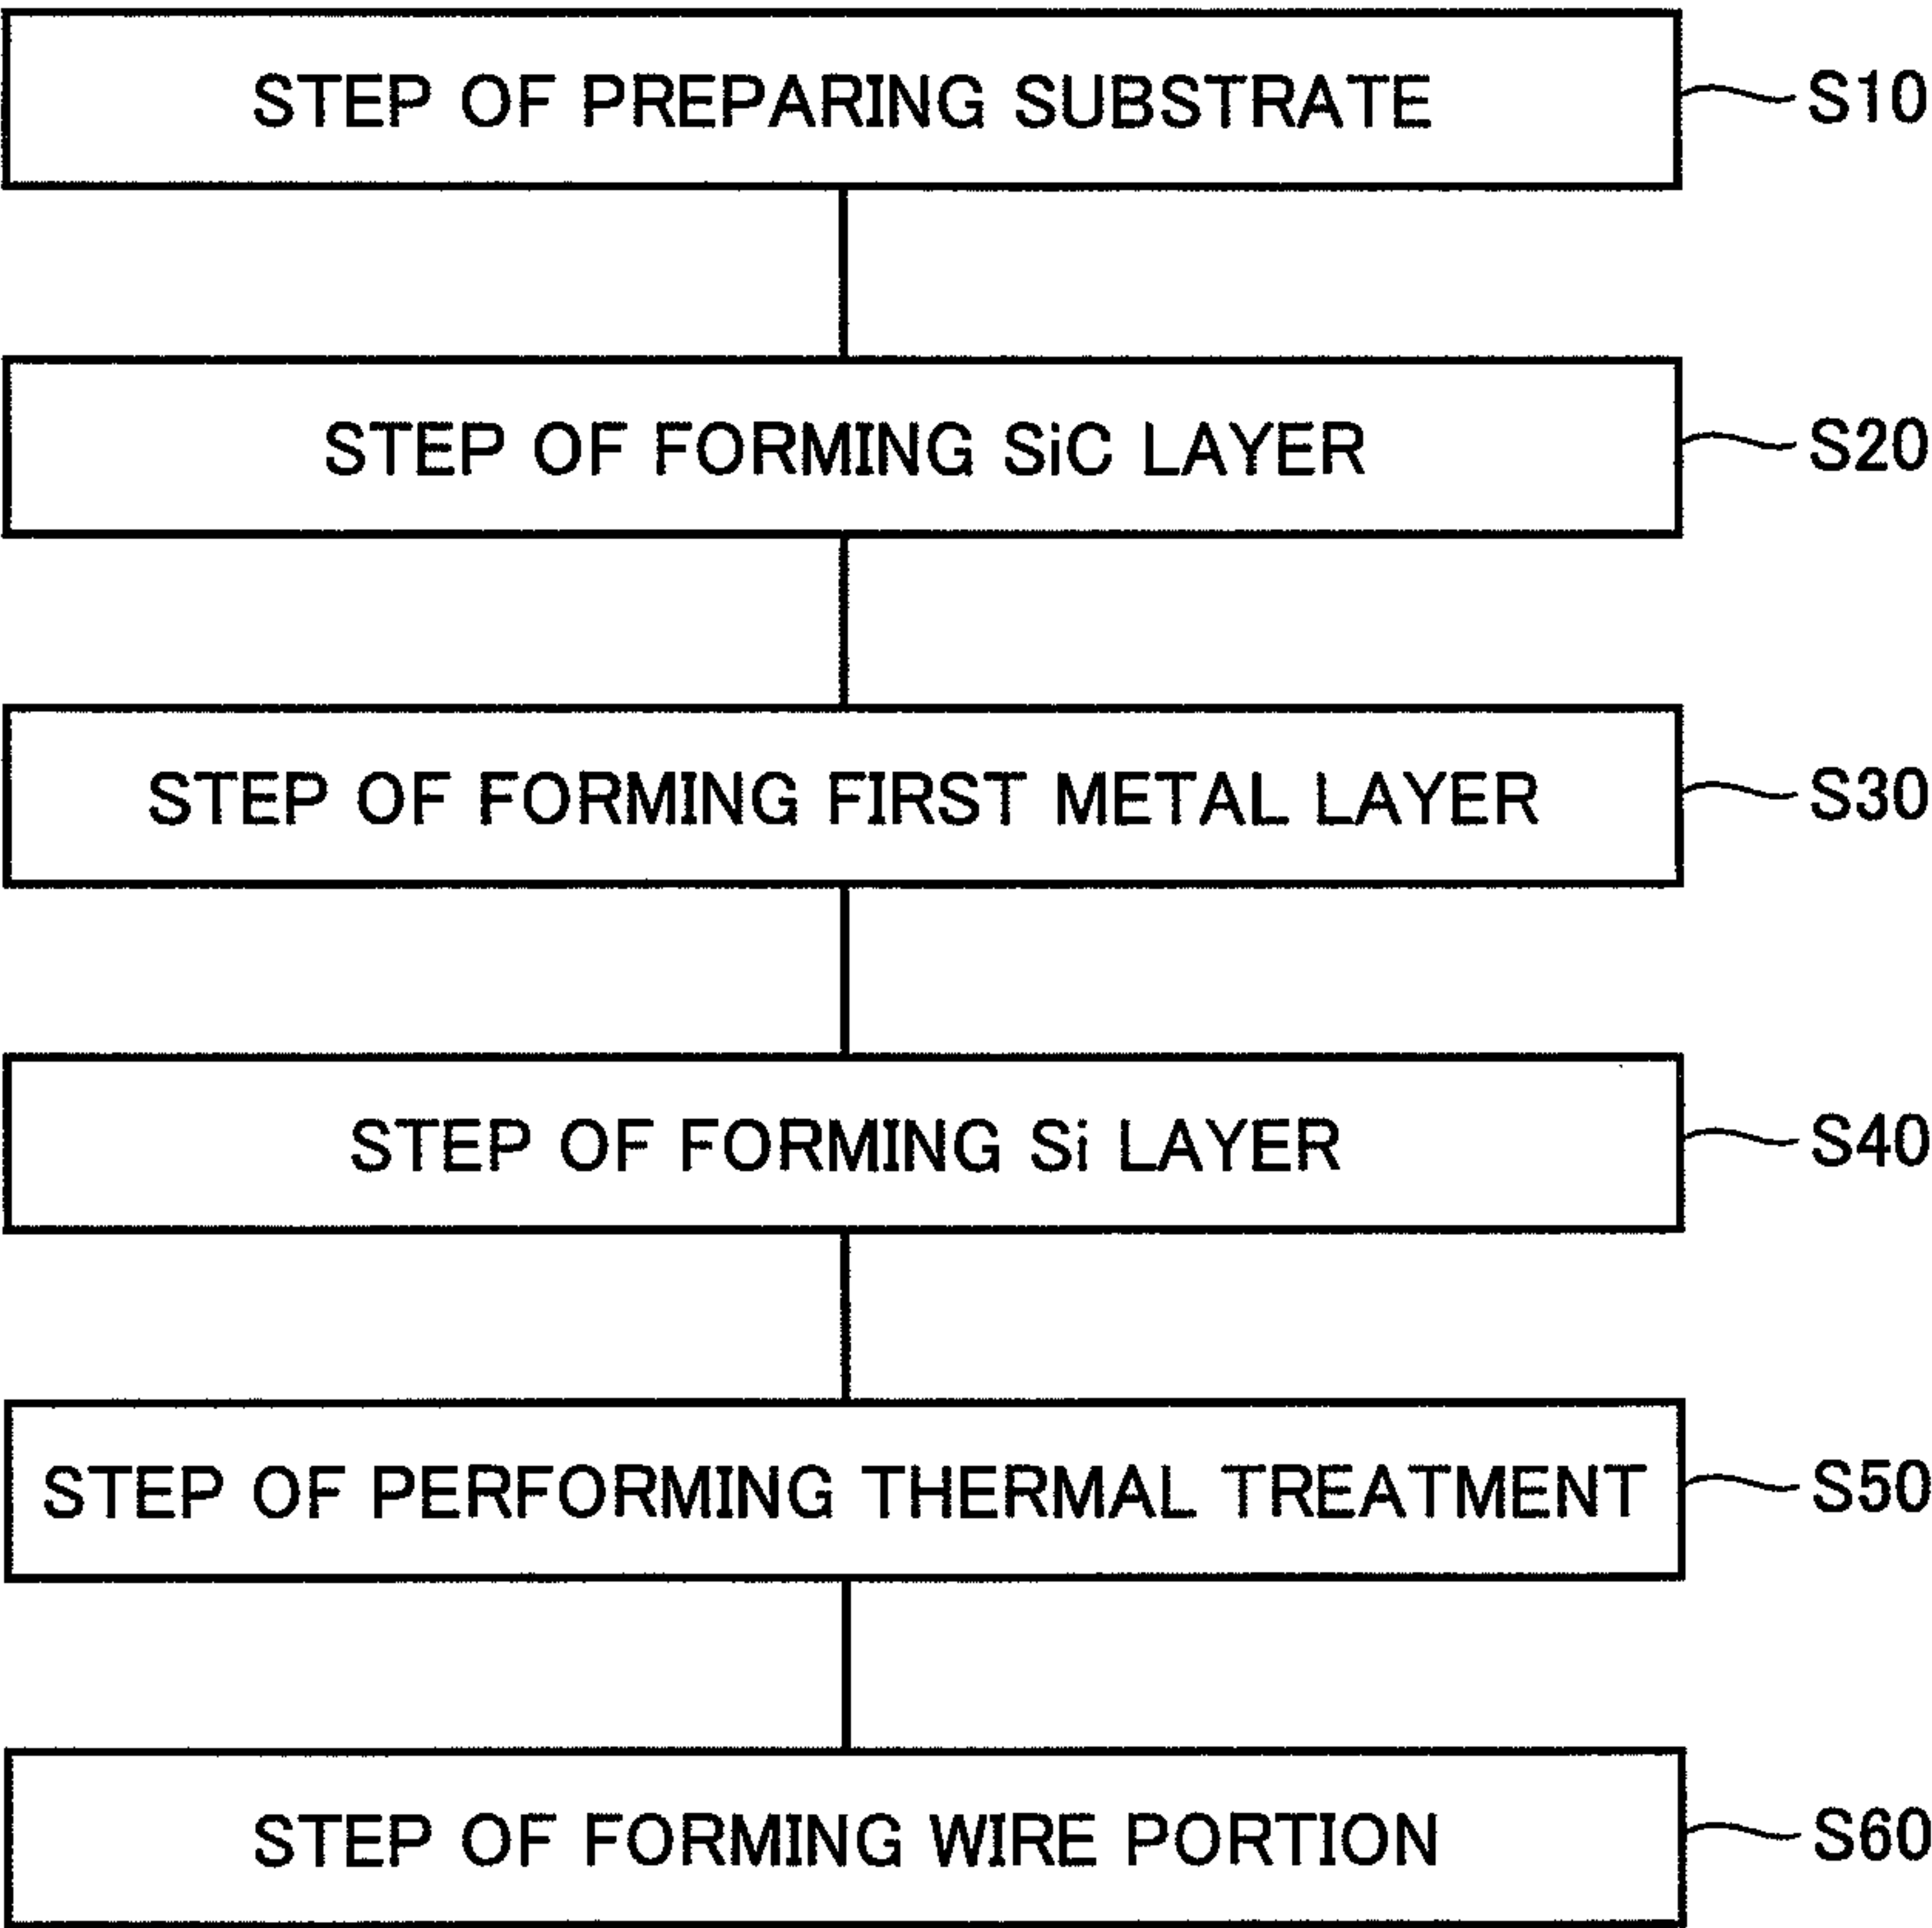 STEP OF PREPARING SUBSTRATE S10
STEP OF FORMING SiC LAYER S20
STEP OF FORMING FIRST METAL LAYER S30
STEP OF FORMING Si LAYER S40
STEP OF PERFORMING THERMAL TREATMENT S50
STEP OF FORMING WIRE PORTION S60